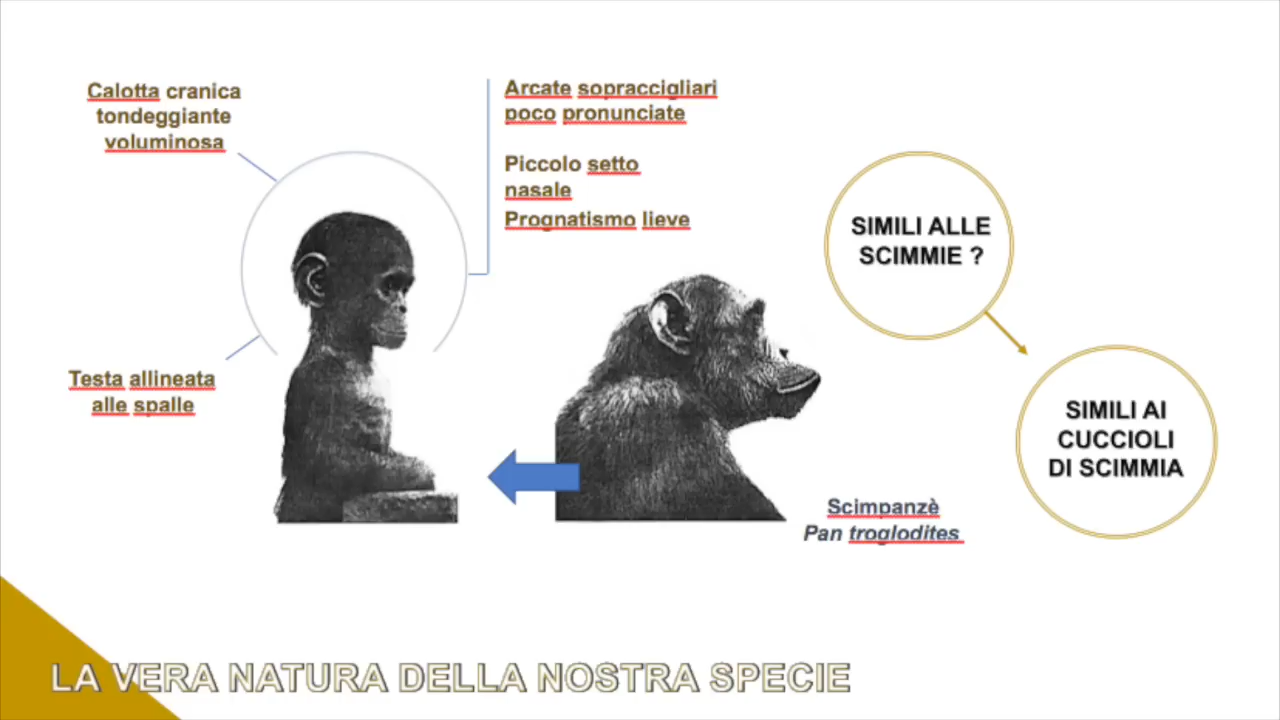 Calotta cranica
tondeggiante
voluminosa
Arcate sopraccigliari
poco pronunciate
Piccolo setto
nasale
Prognatismo lieve
SIMILI ALLE
SCIMMIE ?
Testa allineata
alle spalle
SIMILI AI
CUCCIOLI
DI SCIMMIA
Scimpanzè
Pan troglodites
LA VERA NATURA DELLA NOSTRA SPECIE